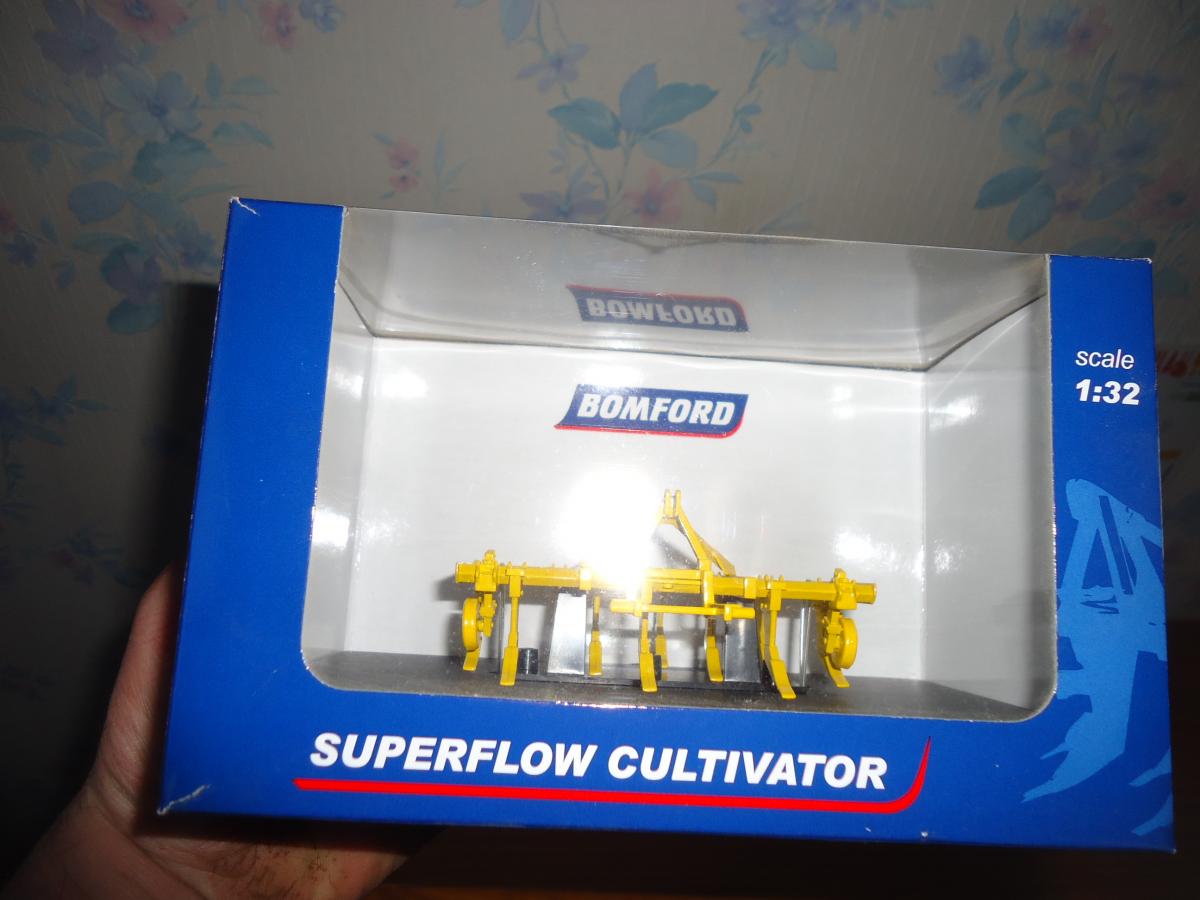 BOMFORD
BOMFORD
scale
1:32
SUPERFLOW CULTIVATOR